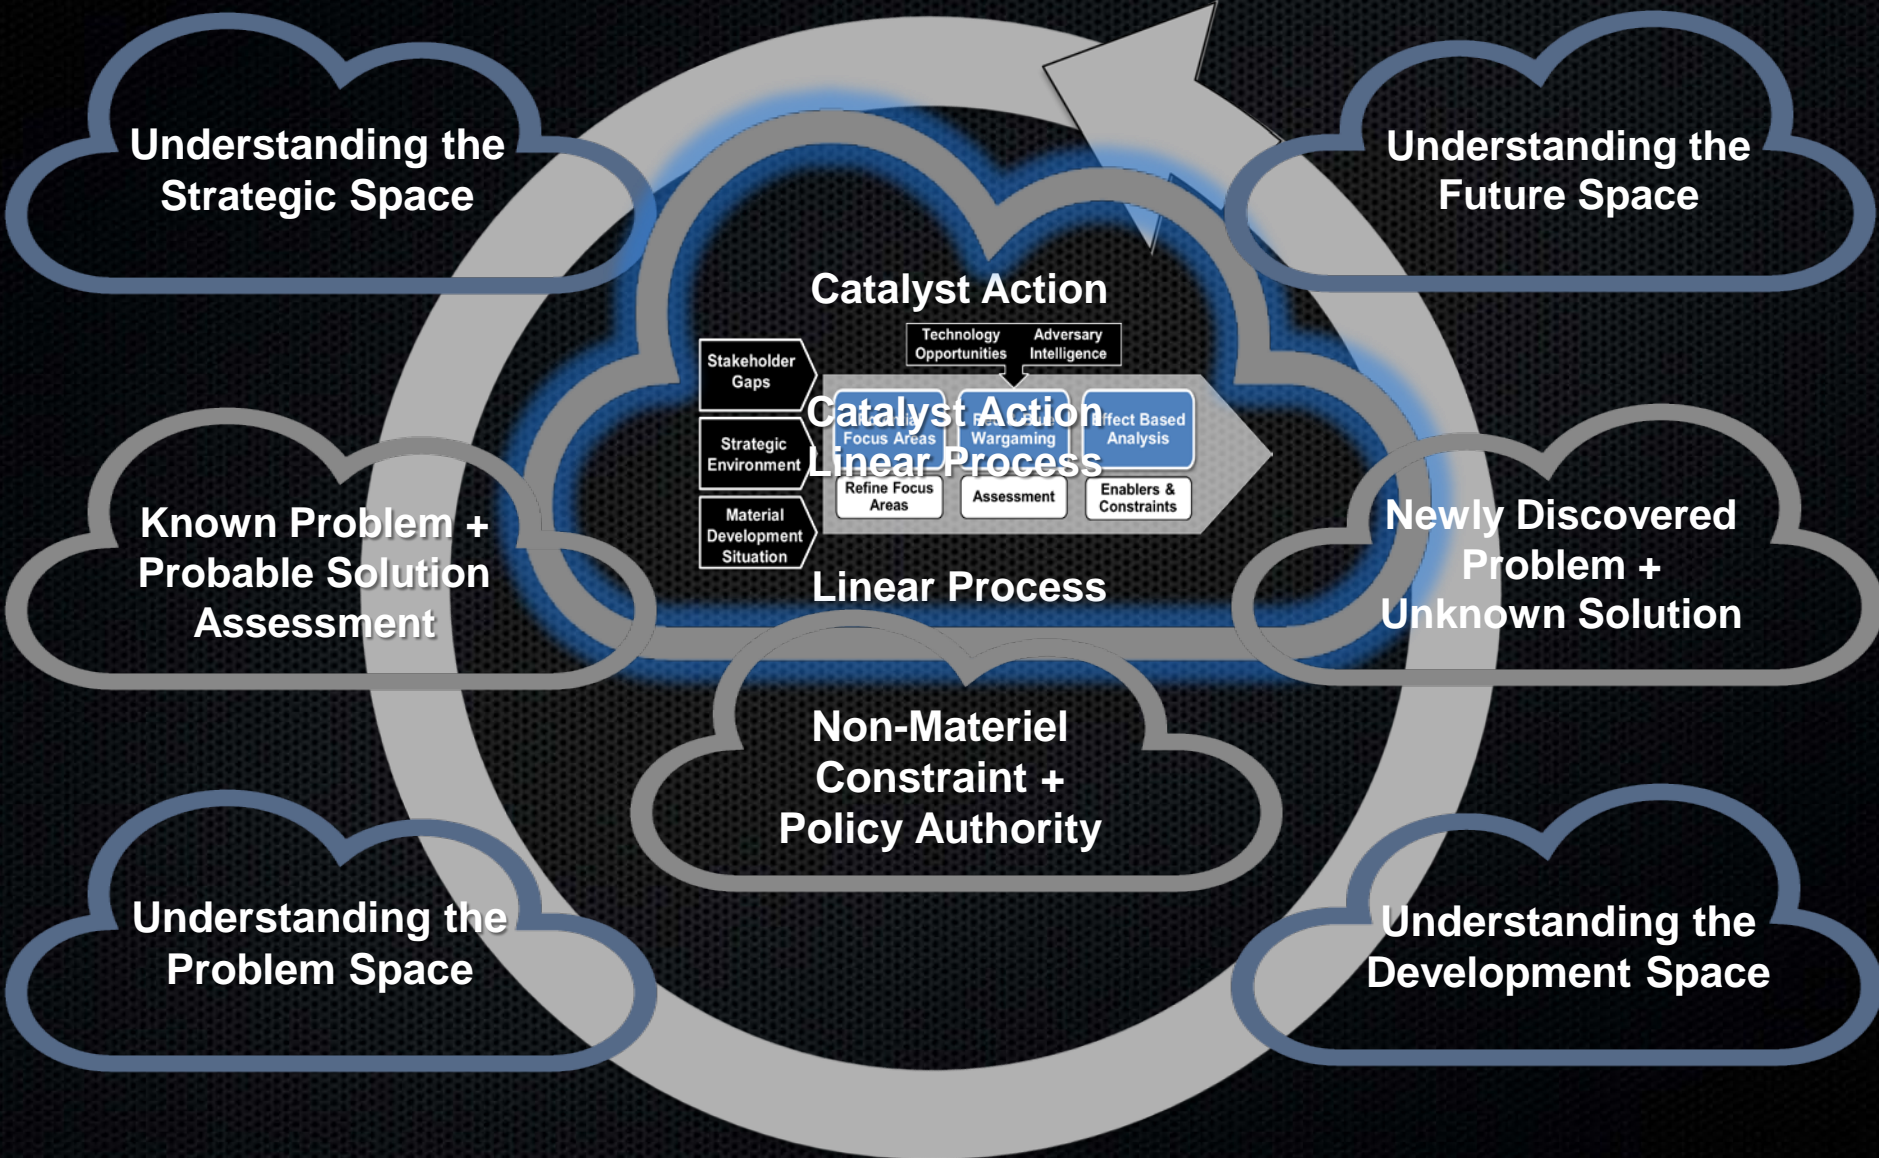 Understanding the
Strategic Space
Understanding the
Future Space
Catalyst Action
Technology
Opportunities
Adversary
Intelligence
Stakeholder
Gaps
Strategic
Environment
Material
Development
Situation
Catalyst Action
Linear Process
Focus Areas
Wargaming
Effect Based
Analysis
Refine Focus
Areas
Assessment
Enablers &
Constraints
Linear Process
Known Problem +
Probable Solution
Assessment
Newly Discovered
Problem +
Unknown Solution
Non-Materiel
Constraint +
Policy Authority
Understanding the
Problem Space
Understanding the
Development Space